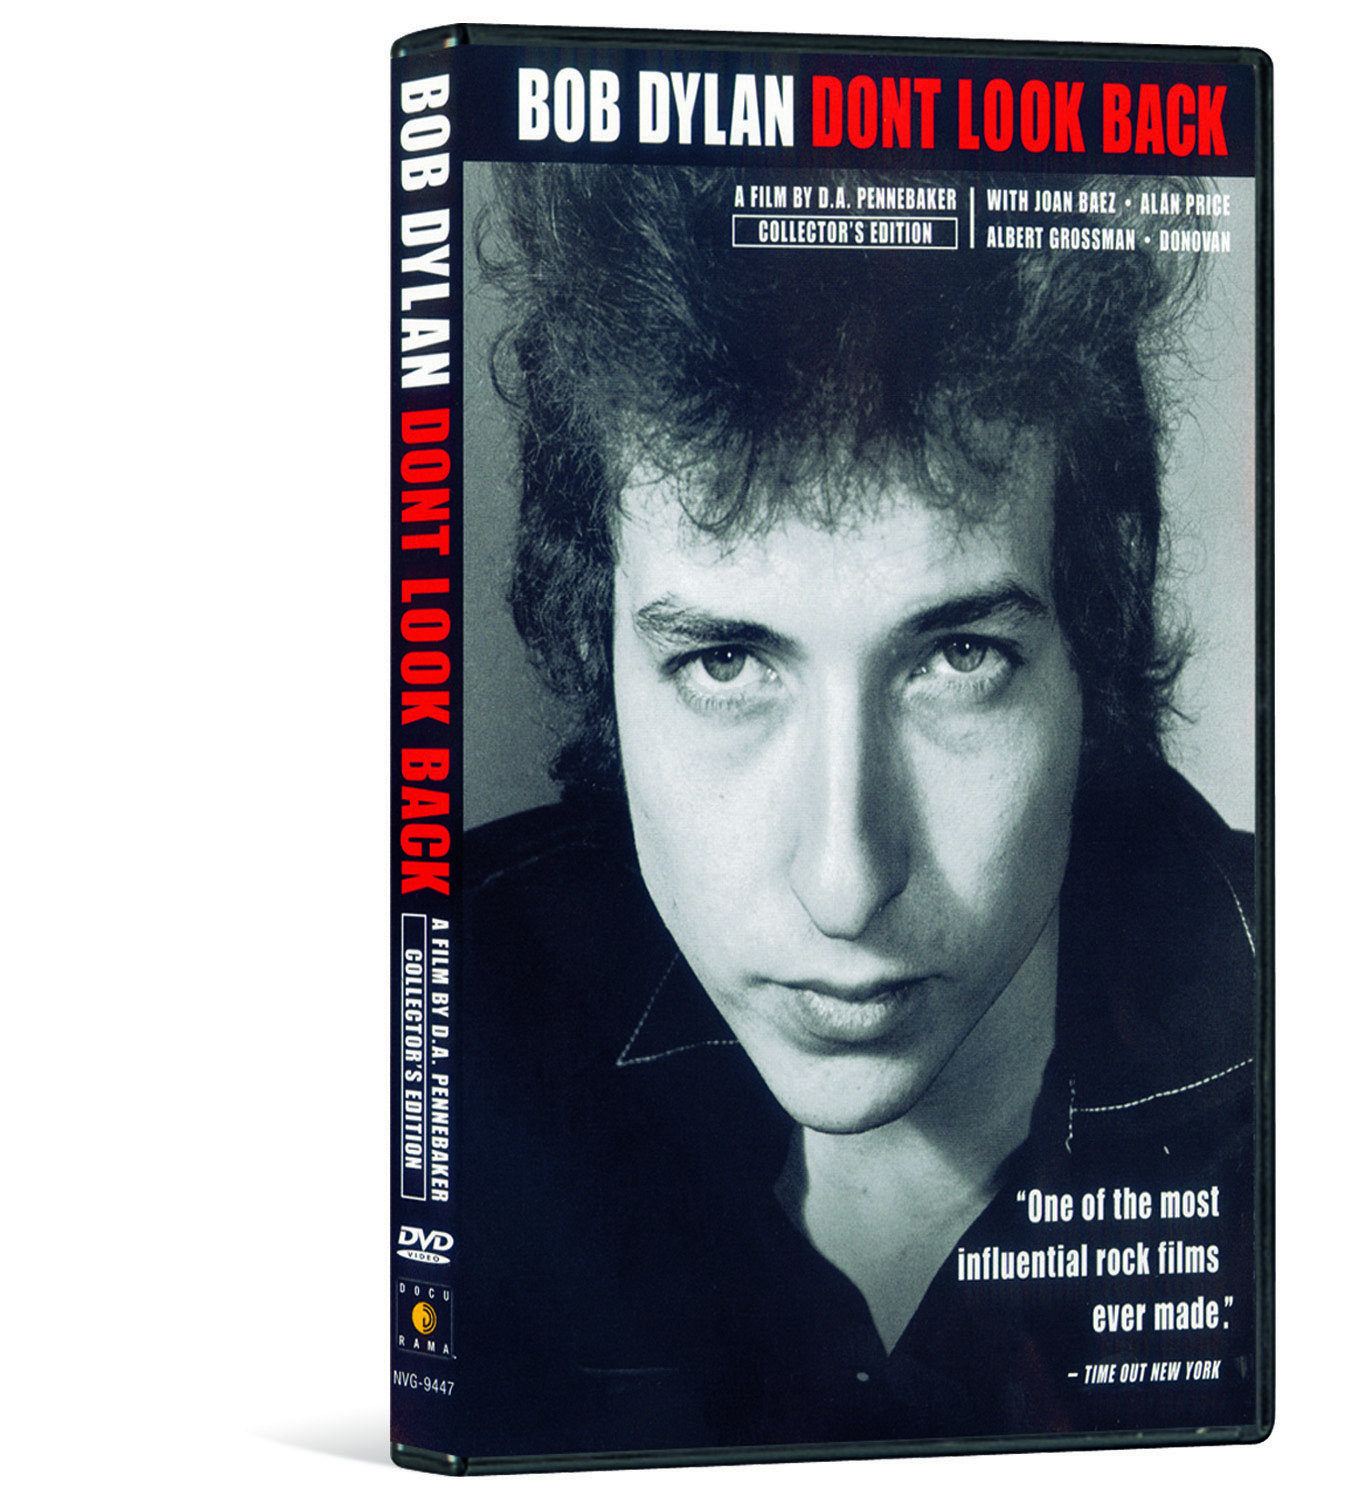 BOB DYLAN DONT LOOK BACK
A FILM BY D.A. PENNEBAKER
COLLECTOR'S EDITION
WITH JOAN BAEZ • ALAN PRICE
ALBERT GROSSMAN • DONOVAN
“One of the most
influential rock films
ever made.”
– TIME OUT NEW YORK
BOB DYLAN DONT LOOK BACK
A FILM BY D.A. PENNEBAKER
COLLECTOR'S EDITION
DVD
VIDEO
DOCU
RAMA
NVG-9447